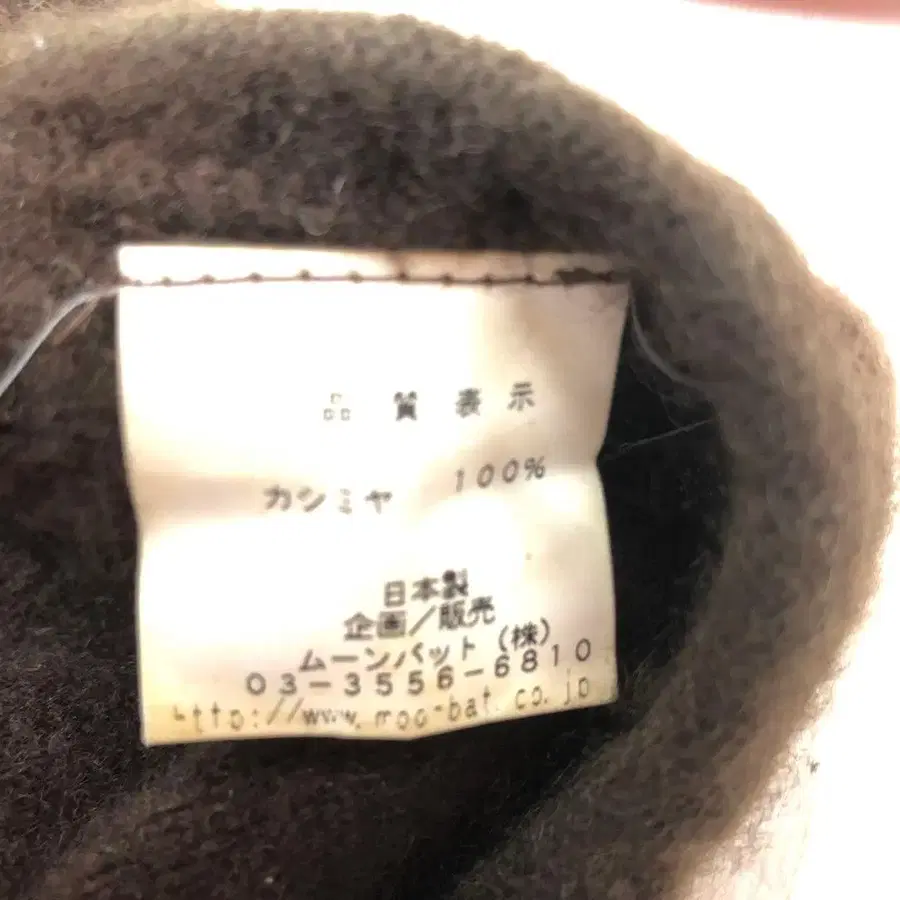 品質表示
カシミヤ 100%
日本製
企画/販売
ムーンバット(株)
03-3556-6810
http://www.moo-bat.co.jp